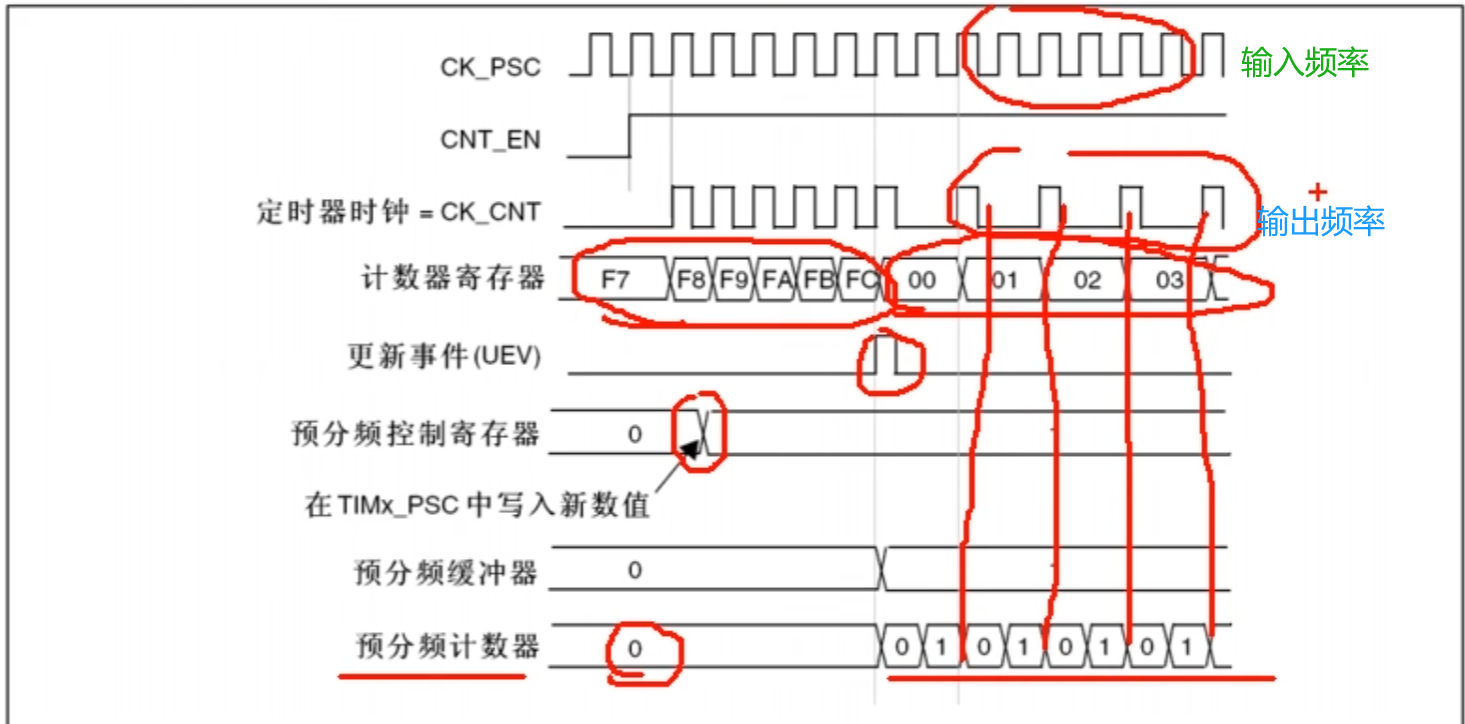 CK_PSC 输入频率
CNT_EN
定时器时钟 = CK_CNT 输出频率
计数器寄存器 F7 F8 F9 FA FB FC 00 01 02 03
更新事件(UEV)
预分频控制寄存器 0
在TIMx_PSC 中写入新数值
预分频缓冲器 0
预分频计数器 0 0 1 0 1 0 1 0 1